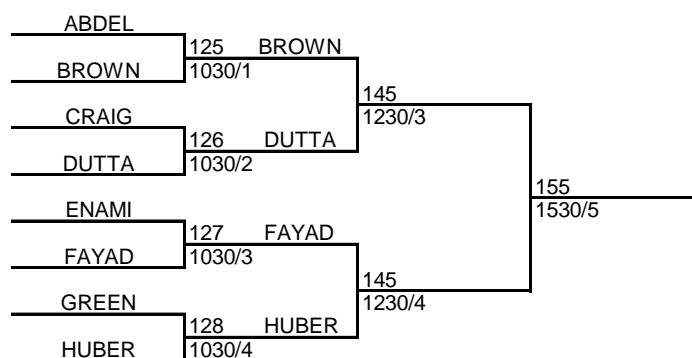 ABDEL
125 BROWN
BROWN 1030/1
145
CRAIG 1230/3
126 DUTTA
DUTTA 1030/2
155
ENAMI 1530/5
127 FAYAD
FAYAD 1030/3
145
GREEN 1230/4
128 HUBER
HUBER 1030/4